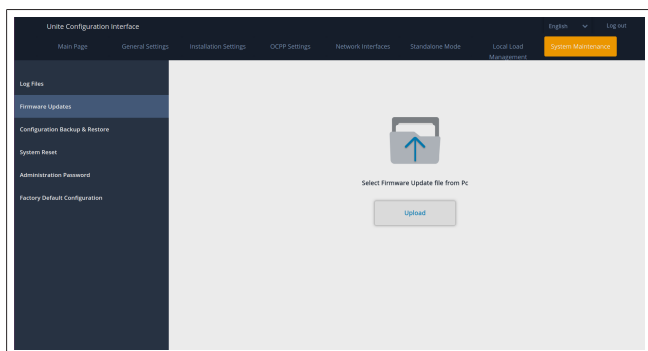 Unite Configuration Interface
English
Log out
Main Page
General Settings
Installation Settings
OCPP Settings
Network Interfaces
Standalone Mode
Local Load
Management
System Maintenance
Log Files
Firmware Updates
Configuration Backup & Restore
System Reset
Administration Password
Factory Default Configuration
Select Firmware Update file from Pc
Upload